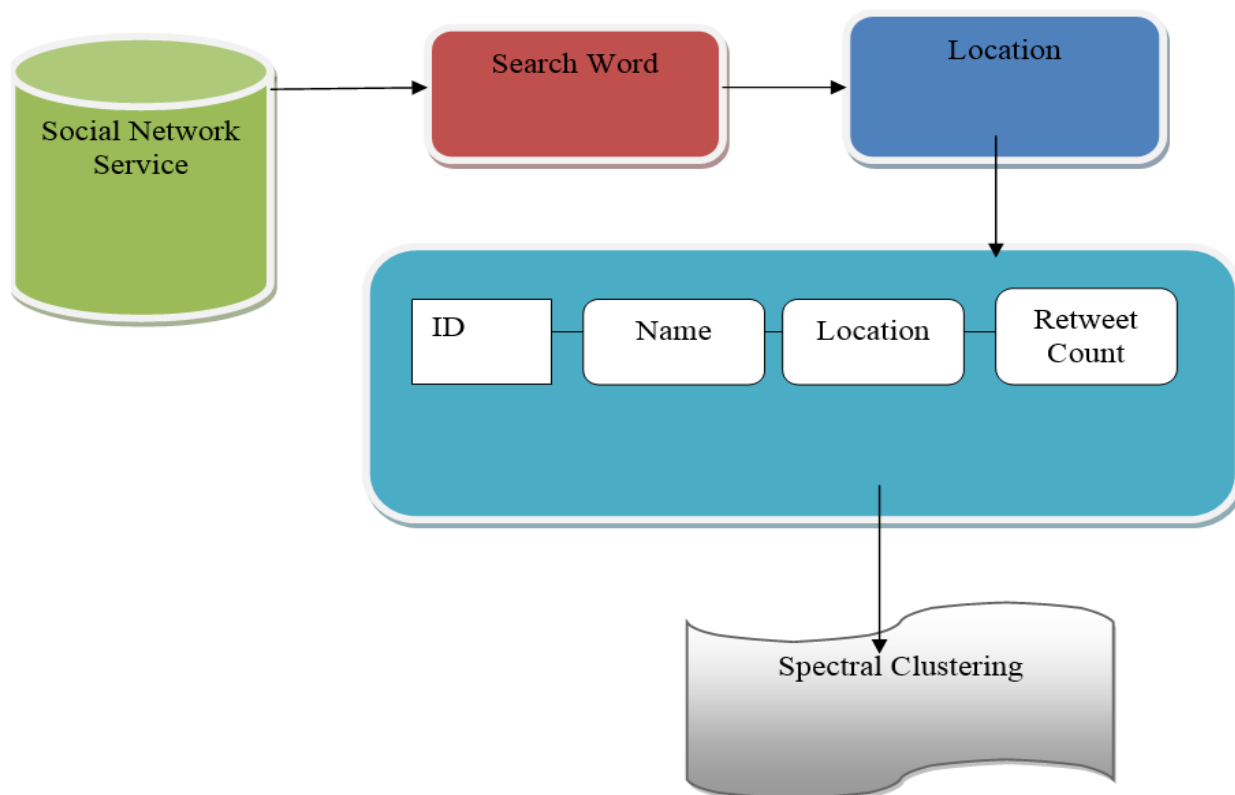 Social Network
Service
Search Word
Location
ID
Name
Location
Retweet
Count
Spectral Clustering